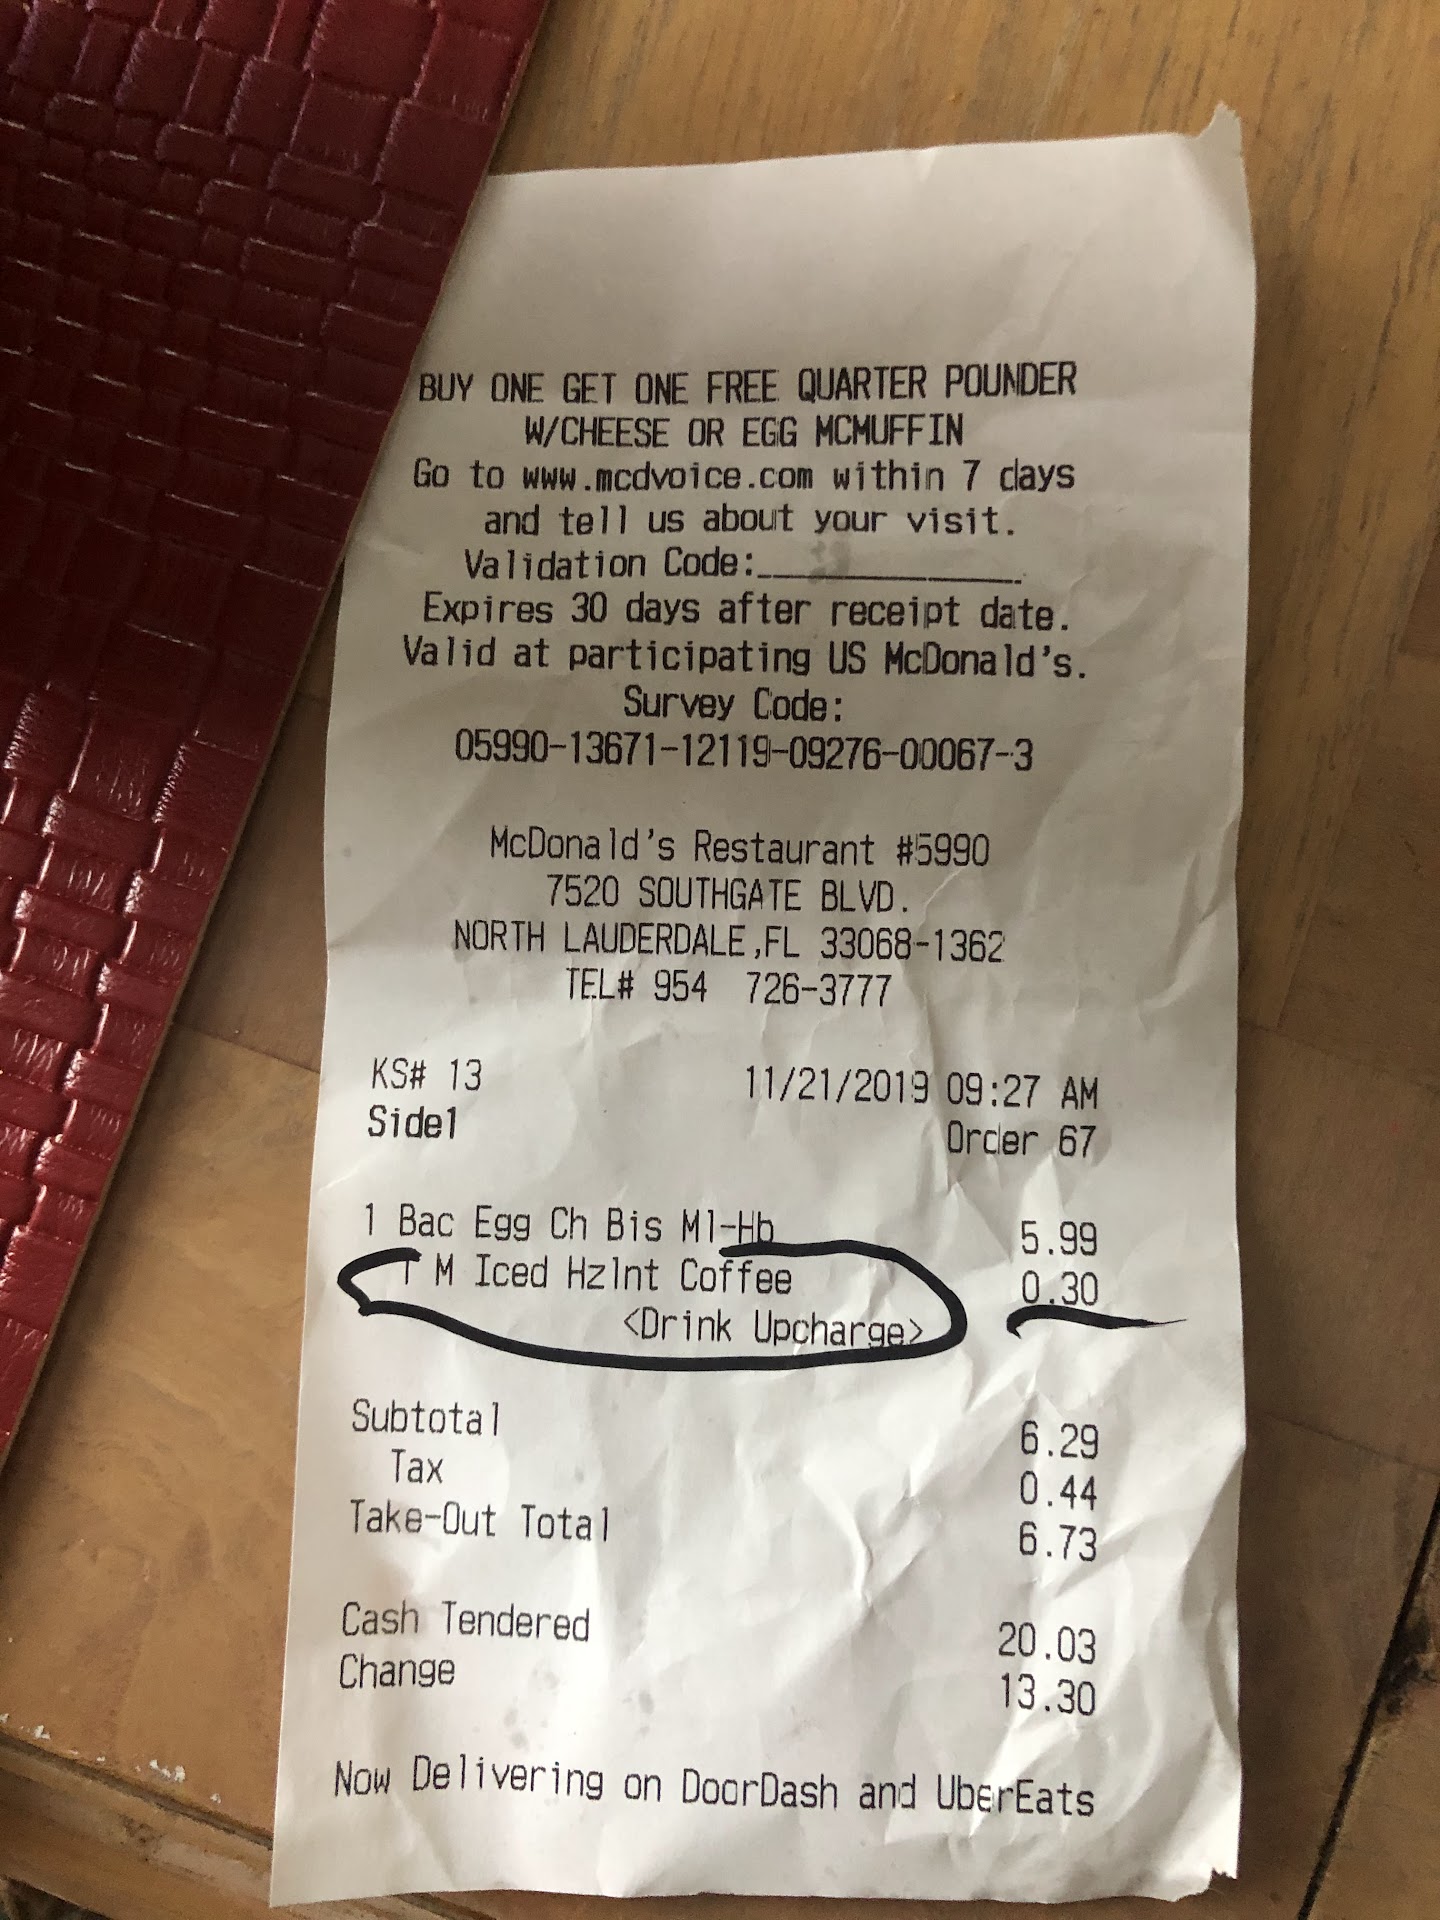 BUY ONE GET ONE FREE QUARTER POUNDER
W/CHEESE OR EGG MCMUFFIN
Go to www.mcdvoice.com within 7 days
and tell us about your visit.
Validation Code:______________
Expires 30 days after receipt date.
Valid at participating US McDonald's.
Survey Code:
05990-13671-12119-09276-00067-3
McDonald's Restaurant #5990
7520 SOUTHGATE BLVD.
NORTH LAUDERDALE,FL 33068-1362
TEL# 954 726-3777
KS# 13 11/21/2019 09:27 AM
Side1 Order 67
1 Bac Egg Ch Bis Ml-Hb 5.99
1 M Iced Hzlnt Coffee 0.30
<Drink Upcharge>
Subtotal 6.29
Tax 0.44
Take-Out Total 6.73
Cash Tendered 20.03
Change 13.30
Now Delivering on DoorDash and UberEats